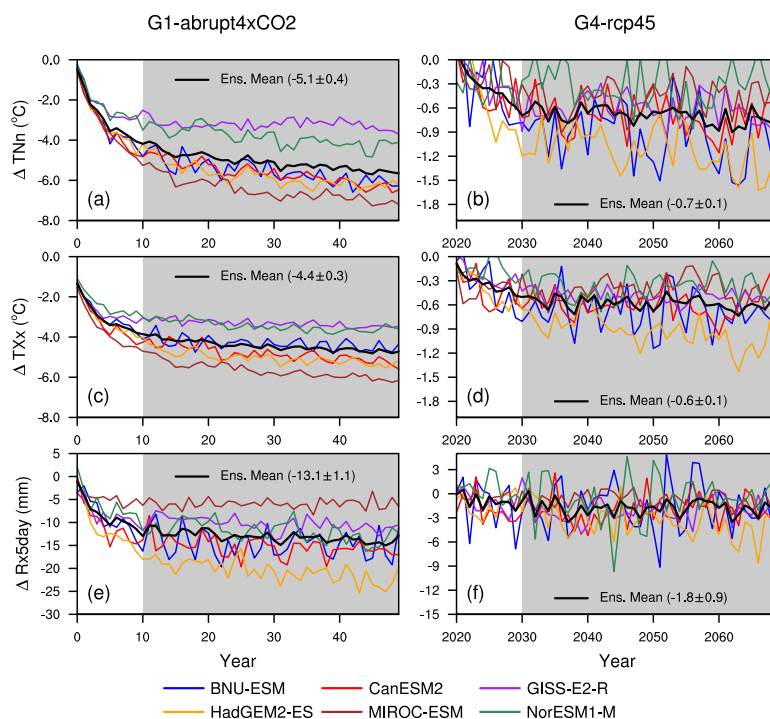 G1-abrupt4xCO2 G4-rcp45
Δ TNn (°C)
0.0
-2.0
-4.0
-6.0
-8.0
Ens. Mean (-5.1±0.4)
(a)
0 10 20 30 40
0.0
-0.3
-0.6
-0.9
-1.2
-1.5
-1.8
Ens. Mean (-0.7±0.1)
(b)
2020 2030 2040 2050 2060
Δ TXx (°C)
0.0
-2.0
-4.0
-6.0
-8.0
Ens. Mean (-4.4±0.3)
(c)
0 10 20 30 40
0.0
-0.3
-0.6
-0.9
-1.2
-1.5
-1.8
Ens. Mean (-0.6±0.1)
(d)
2020 2030 2040 2050 2060
Δ Rx5day (mm)
5
0
-5
-10
-15
-20
-25
-30
Ens. Mean (-13.1±1.1)
(e)
0 10 20 30 40
Year
3
0
-3
-6
-9
-12
-15
Ens. Mean (-1.8±0.9)
(f)
2020 2030 2040 2050 2060
Year
BNU-ESM CanESM2 GISS-E2-R
HadGEM2-ES MIROC-ESM NorESM1-M